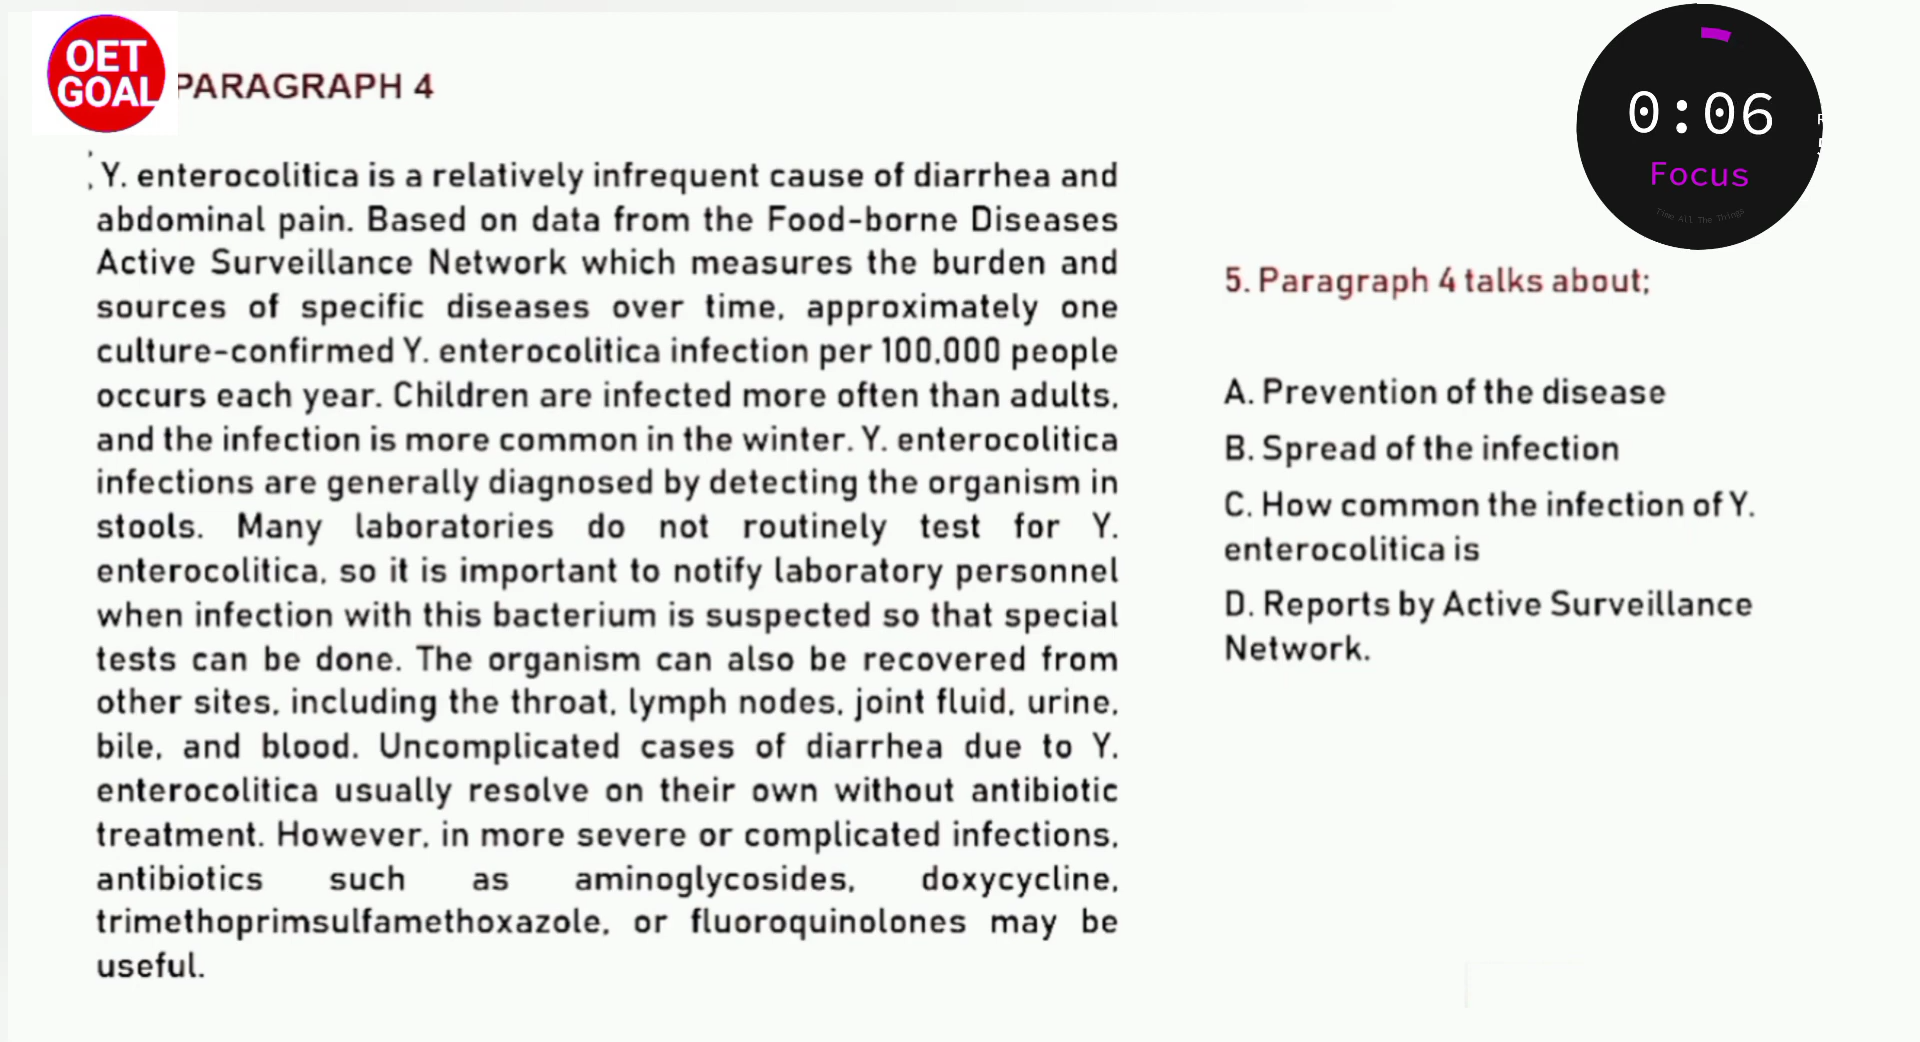 OET
GOAL
PARAGRAPH 4
Y. enterocolitica is a relatively infrequent cause of diarrhea and
abdominal pain. Based on data from the Food-borne Diseases
Active Surveillance Network which measures the burden and
sources of specific diseases over time, approximately one
culture-confirmed Y. enterocolitica infection per 100,000 people
occurs each year. Children are infected more often than adults,
and the infection is more common in the winter. Y. enterocolitica
infections are generally diagnosed by detecting the organism in
stools. Many laboratories do not routinely test for Y.
enterocolitica, so it is important to notify laboratory personnel
when infection with this bacterium is suspected so that special
tests can be done. The organism can also be recovered from
other sites, including the throat, lymph nodes, joint fluid, urine,
bile, and blood. Uncomplicated cases of diarrhea due to Y.
enterocolitica usually resolve on their own without antibiotic
treatment. However, in more severe or complicated infections,
antibiotics such as aminoglycosides, doxycycline,
trimethoprimsulfamethoxazole, or fluoroquinolones may be
useful.
0:06
Focus
Time All The Things
5. Paragraph 4 talks about;
A. Prevention of the disease
B. Spread of the infection
C. How common the infection of Y.
enterocolitica is
D. Reports by Active Surveillance
Network.